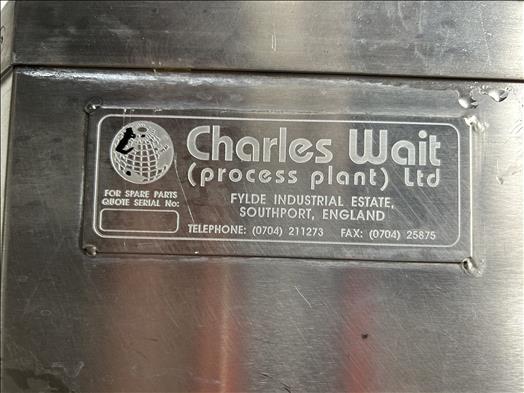 Charles Wait
(process plant) Ltd
FOR SPARE PARTS
QUOTE SERIAL No:
FYLDE INDUSTRIAL ESTATE,
SOUTHPORT, ENGLAND
TELEPHONE: (0704) 211273 FAX: (0704) 25875